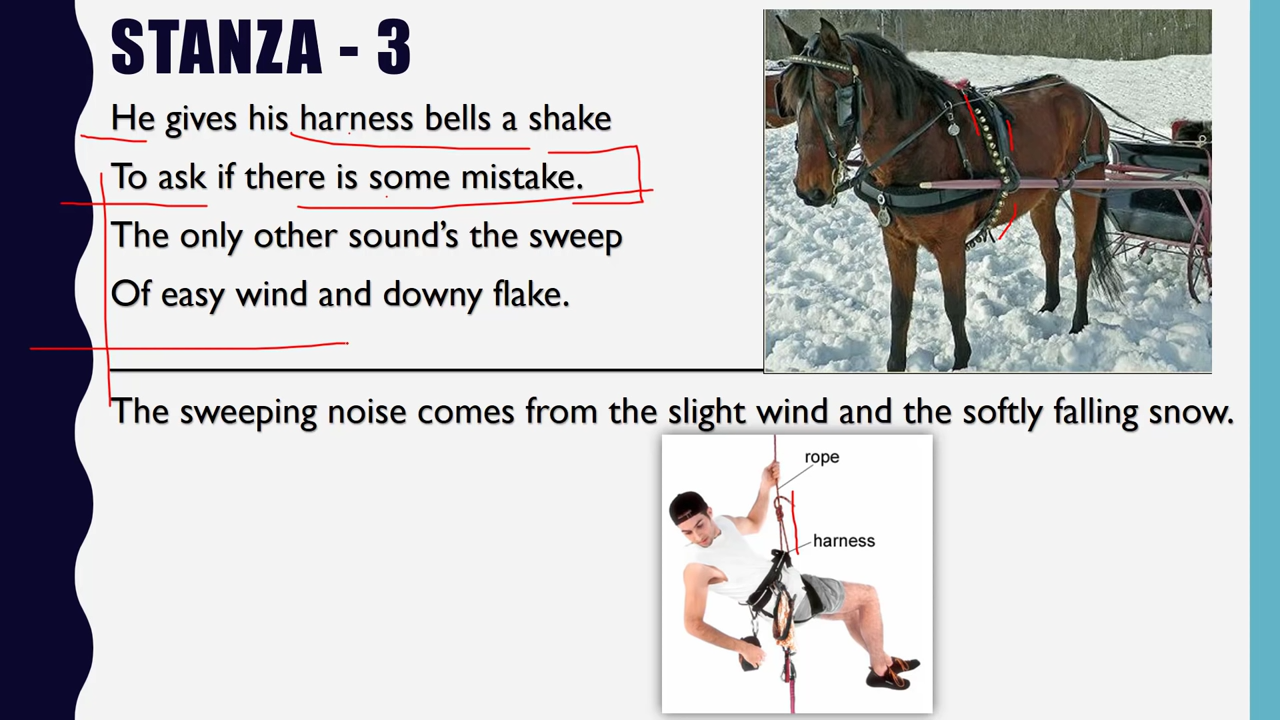 STANZA - 3
He gives his harness bells a shake
To ask if there is some mistake.
The only other sound's the sweep
Of easy wind and downy flake.
The sweeping noise comes from the slight wind and the softly falling snow.
rope
harness